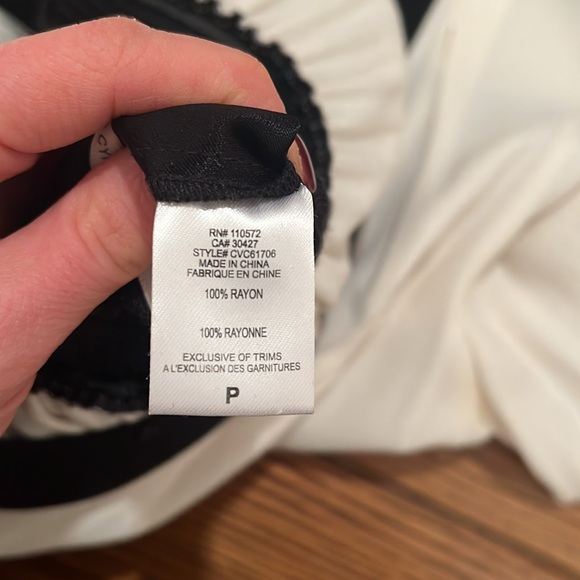 CY
RN# 110572
CA# 30427
STYLE# CVC61706
MADE IN CHINA
FABRIQUE EN CHINE
100% RAYON
100% RAYONNE
EXCLUSIVE OF TRIMS
A L'EXCLUSION DES GARNITURES
P